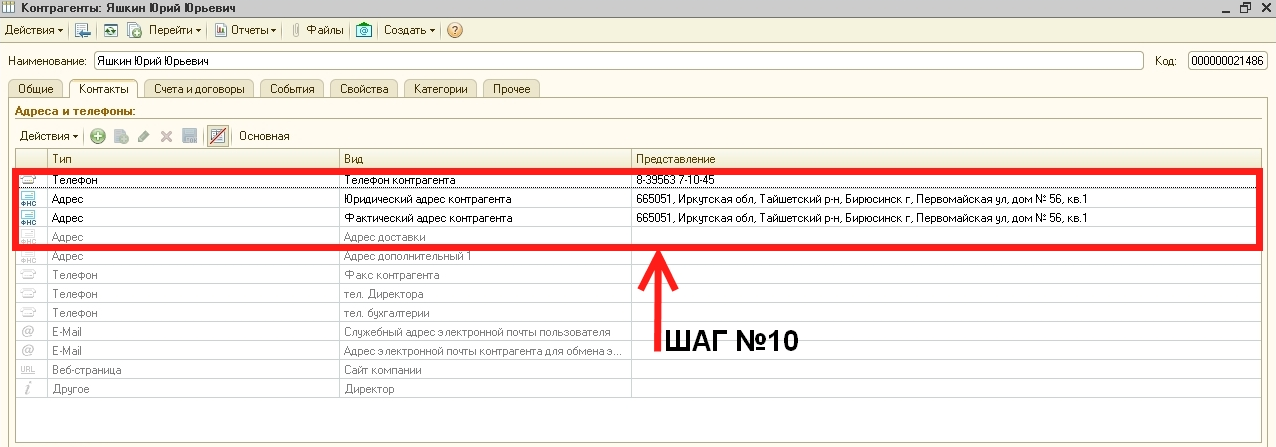 Контрагенты: Яшкин Юрий Юрьевич
Действия Перейти Отчеты Файлы Создать ?
Наименование: Яшкин Юрий Юрьевич Код: 000000021486
Общие Контакты Счета и договоры События Свойства Категории Прочее
Адреса и телефоны:
Действия Основная
Тип Вид Представление
Телефон Телефон контрагента 8-39563 7-10-45
ФНС Адрес Юридический адрес контрагента 665051, Иркутская обл, Тайшетский р-н, Бирюсинск г, Первомайская ул, дом № 56, кв.1
ФНС Адрес Фактический адрес контрагента 665051, Иркутская обл, Тайшетский р-н, Бирюсинск г, Первомайская ул, дом № 56, кв.1
ФНС Адрес Адрес доставки
ФНС Адрес Адрес дополнительный 1
Телефон Факс контрагента
Телефон тел. Директора
Телефон тел. бухгалтерии
@ E-Mail Служебный адрес электронной почты пользователя
@ E-Mail Адрес электронной почты контрагента для обмена э...
URL Веб-страница Сайт компании
i Другое Директор
ШАГ №10